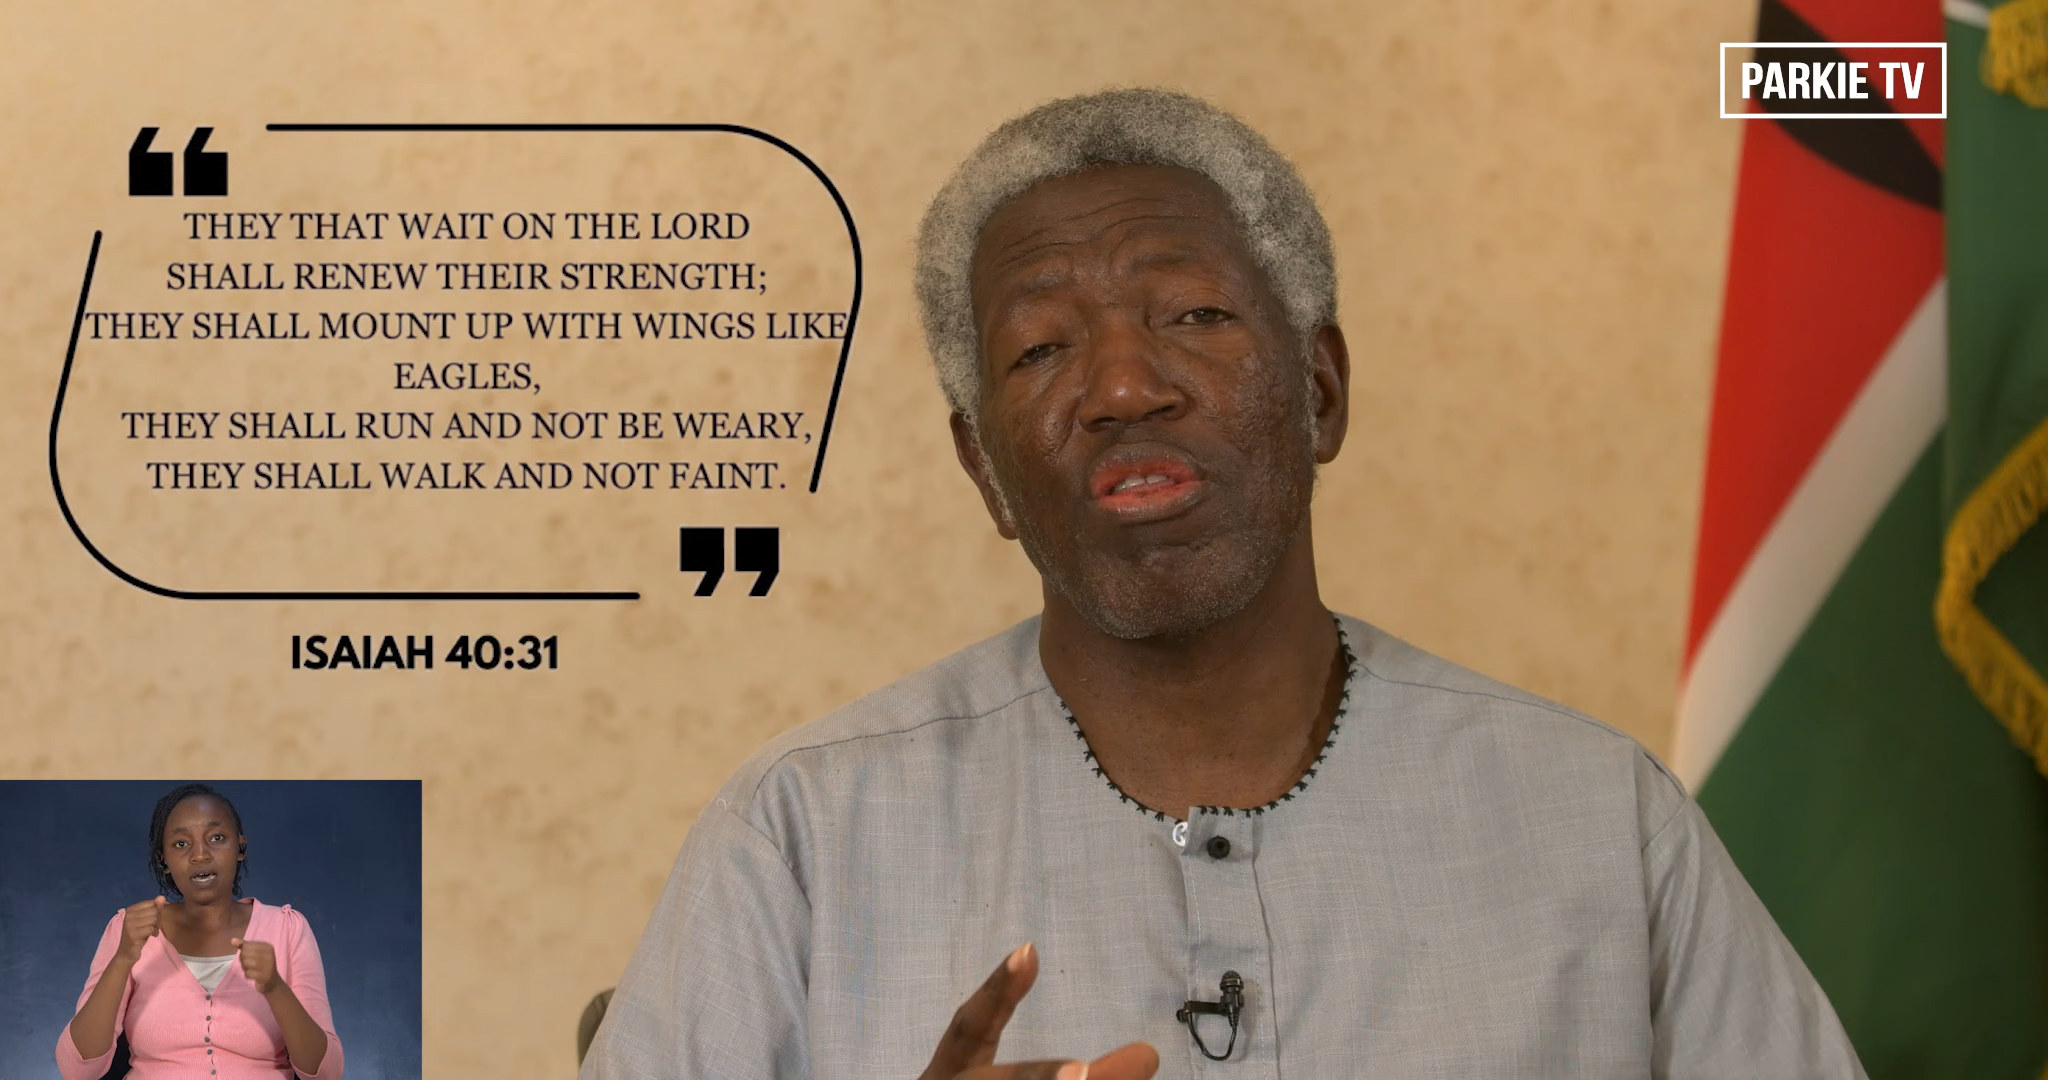 PARKIE TV
“
THEY THAT WAIT ON THE LORD
SHALL RENEW THEIR STRENGTH;
THEY SHALL MOUNT UP WITH WINGS LIKE
EAGLES,
THEY SHALL RUN AND NOT BE WEARY,
THEY SHALL WALK AND NOT FAINT.
”
ISAIAH 40:31